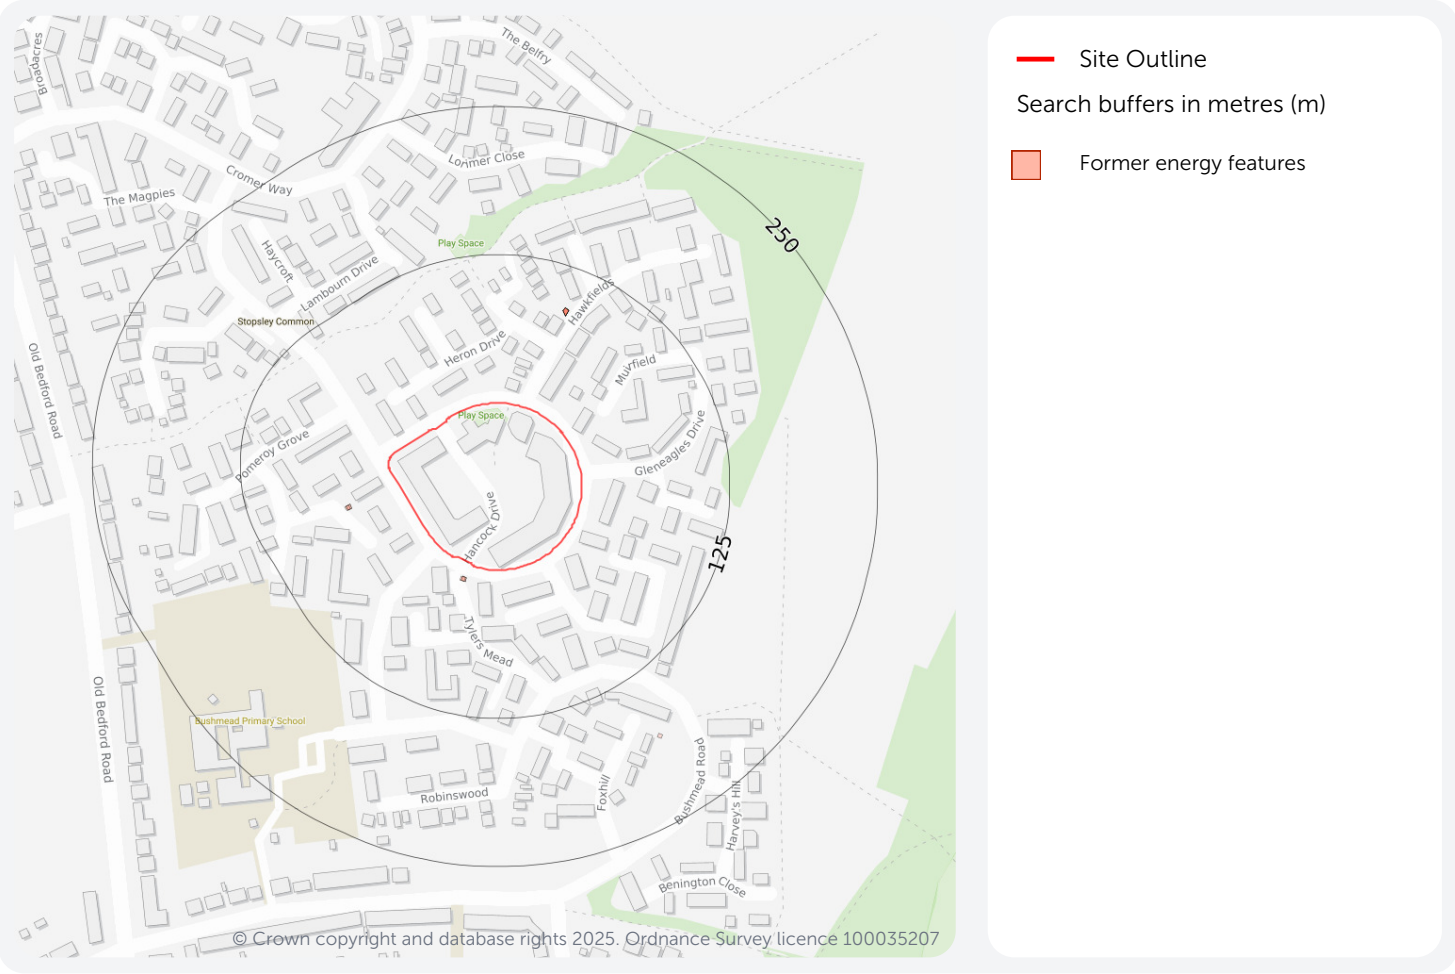 The Belfry
Broadacres
Lorimer Close
Cromer Way
The Magpies
250
Play Space
Haycroft
Lambourn Drive
Hawkfields
Stopsley Common
Heron Drive
Muirfield
Old Bedford Road
Play Space
Gleneagles Drive
Pomeroy Grove
Hancock Drive
125
Tylers Mead
Old Bedford Road
Bushmead Primary School
Bushmead Road
Foxhill
Robinswood
Harvey's Hill
Benington Close
© Crown copyright and database rights 2025. Ordnance Survey licence 100035207
Site Outline
Search buffers in metres (m)
Former energy features